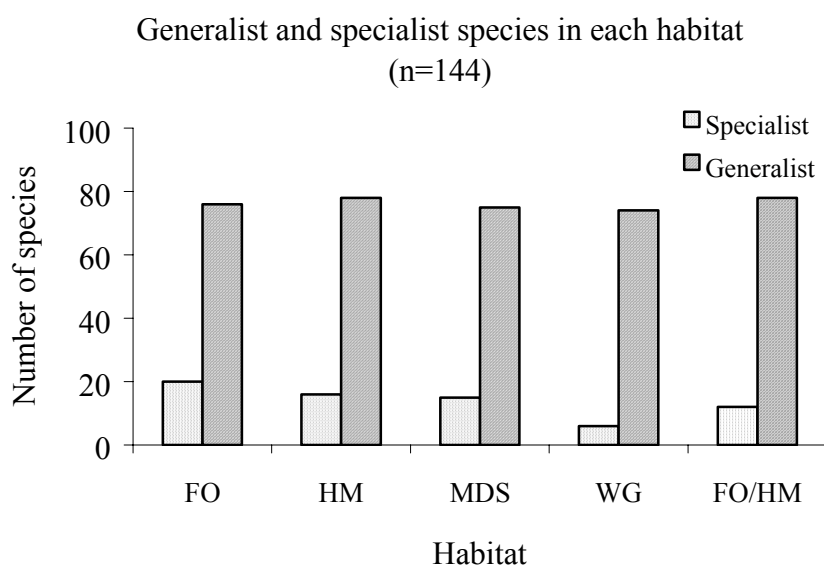 Generalist and specialist species in each habitat
(n=144)
Specialist
Generalist
100
80
60
40
20
0
Number of species
FO HM MDS WG FO/HM
Habitat